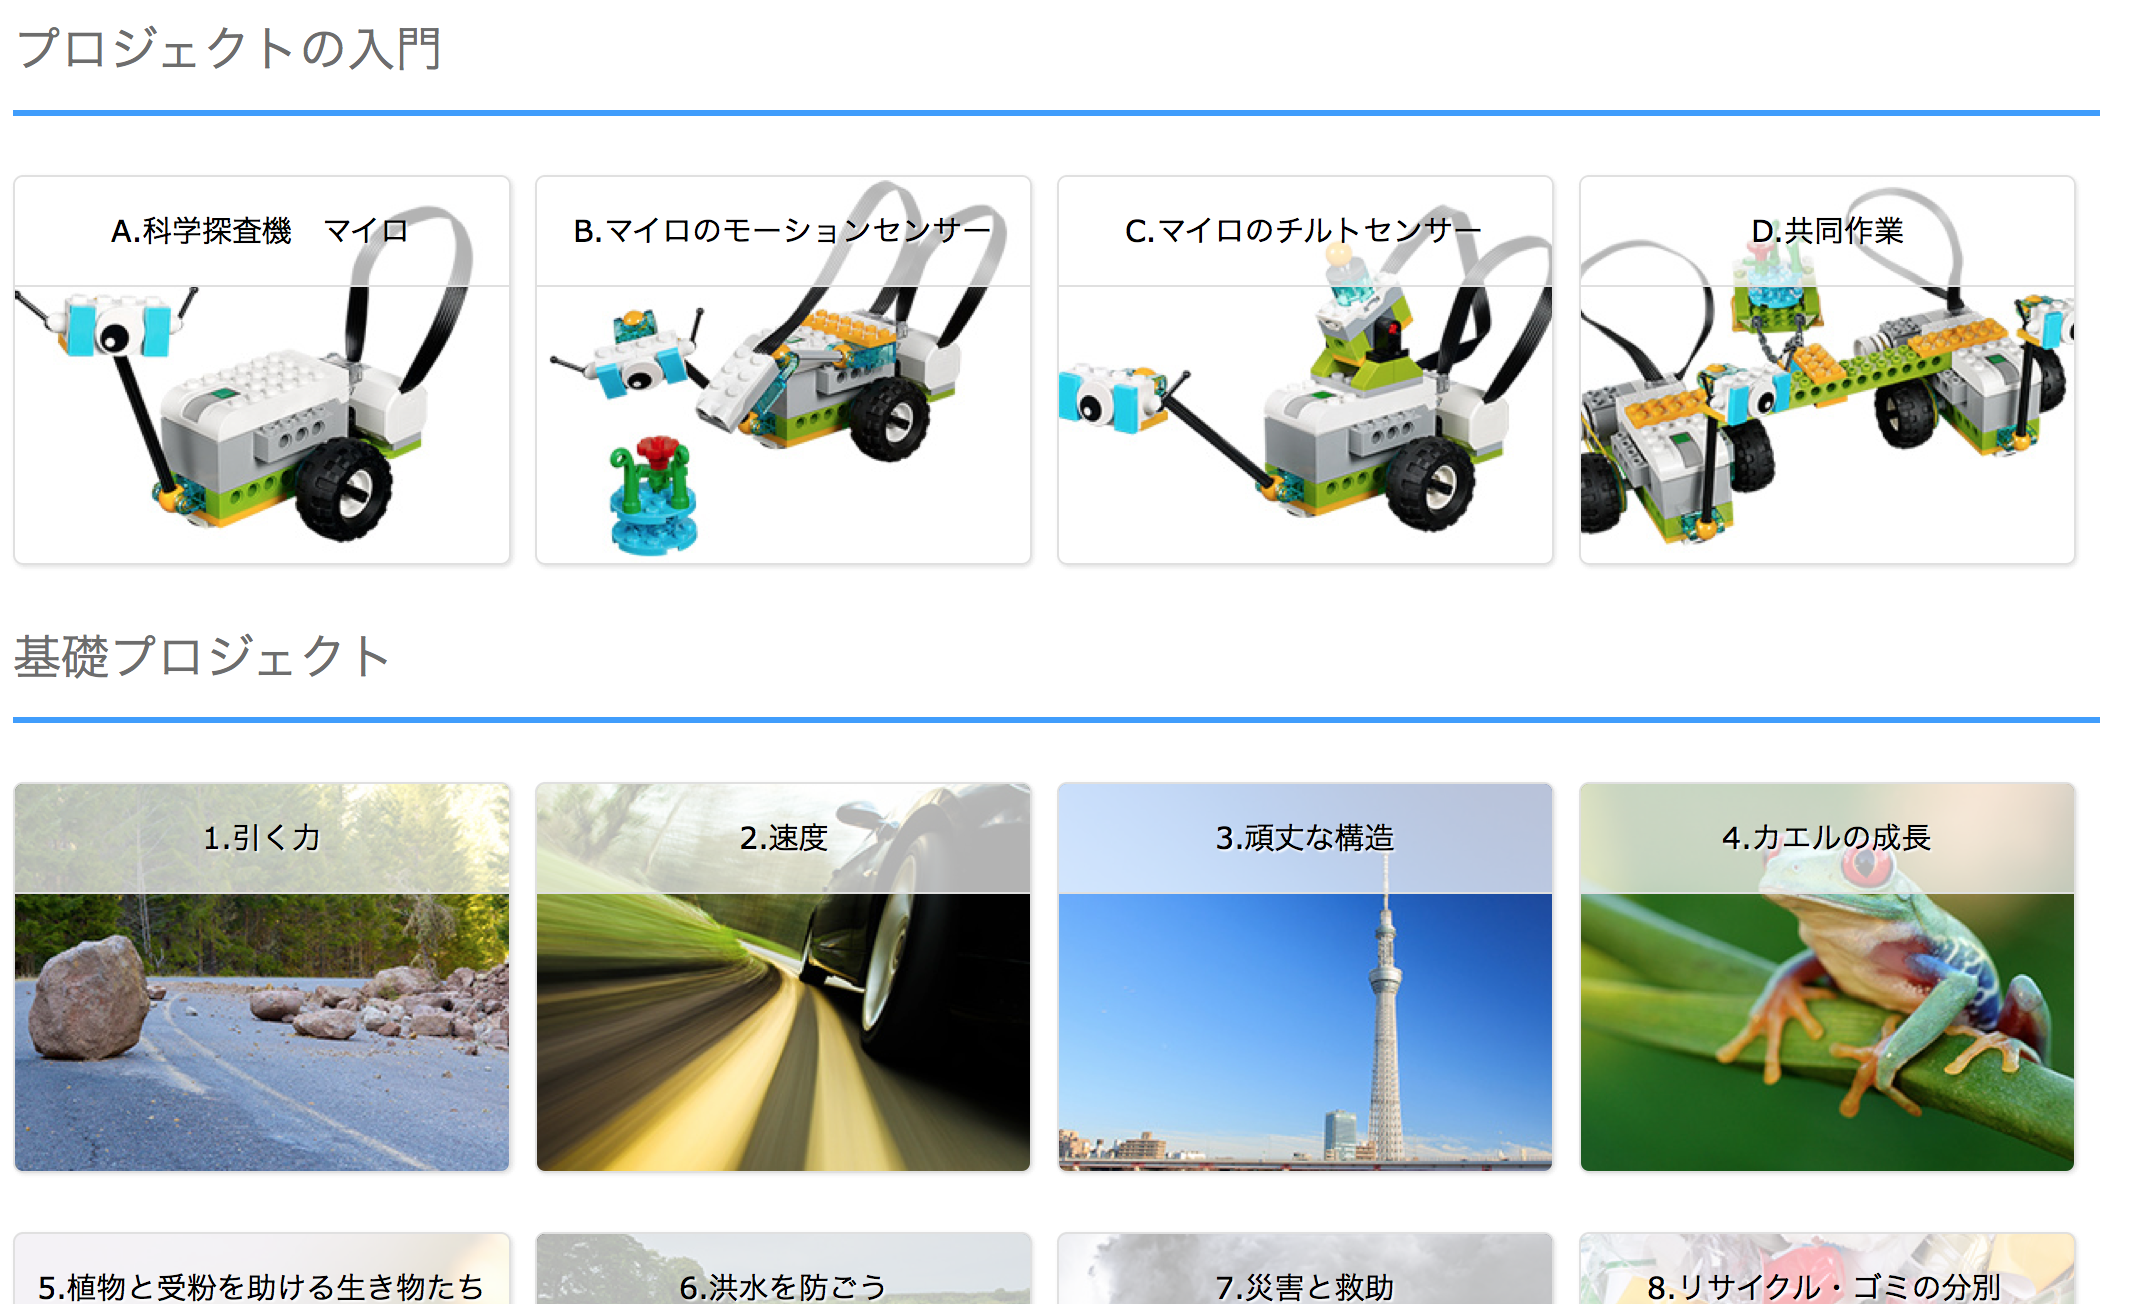 プロジェクトの入門
A.科学探査機　マイロ
B.マイロのモーションセンサー
C.マイロのチルトセンサー
D.共同作業
基礎プロジェクト
1.引く力
2.速度
3.頑丈な構造
4.カエルの成長
5.植物と受粉を助ける生き物たち
6.洪水を防ごう
7.災害と救助
8.リサイクル・ゴミの分別